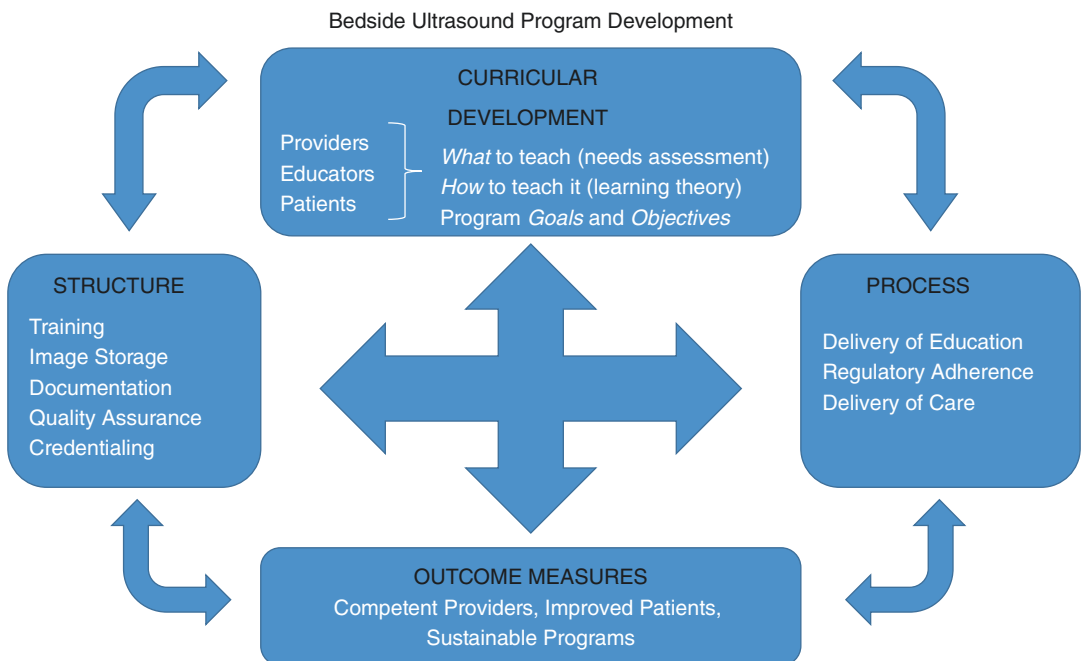 Bedside Ultrasound Program Development
CURRICULAR
DEVELOPMENT
Providers
Educators
Patients
What to teach (needs assessment)
How to teach it (learning theory)
Program Goals and Objectives
STRUCTURE
Training
Image Storage
Documentation
Quality Assurance
Credentialing
PROCESS
Delivery of Education
Regulatory Adherence
Delivery of Care
OUTCOME MEASURES
Competent Providers, Improved Patients,
Sustainable Programs